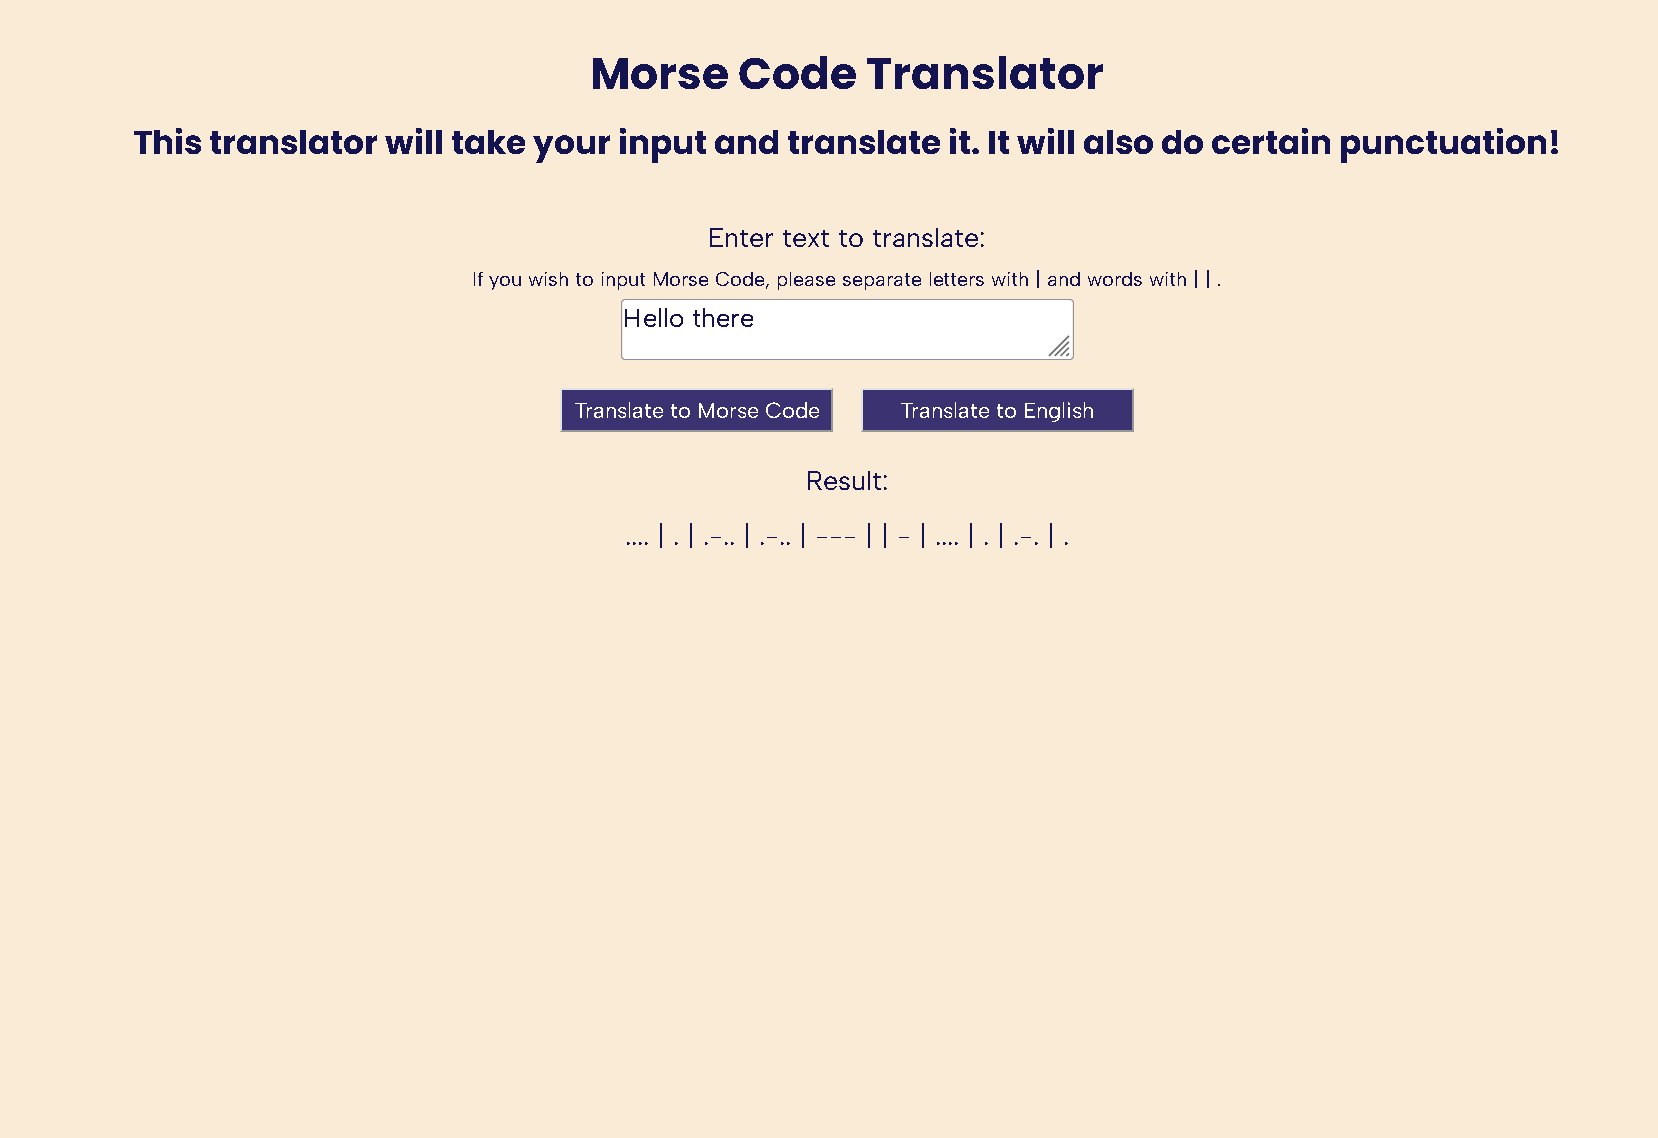 Morse Code Translator
This translator will take your input and translate it. It will also do certain punctuation!
Enter text to translate:
If you wish to input Morse Code, please separate letters with | and words with | | .
Hello there
Translate to Morse Code
Translate to English
Result:
.... | . | .-.. | .-.. | --- | | - | .... | . | .-. | .